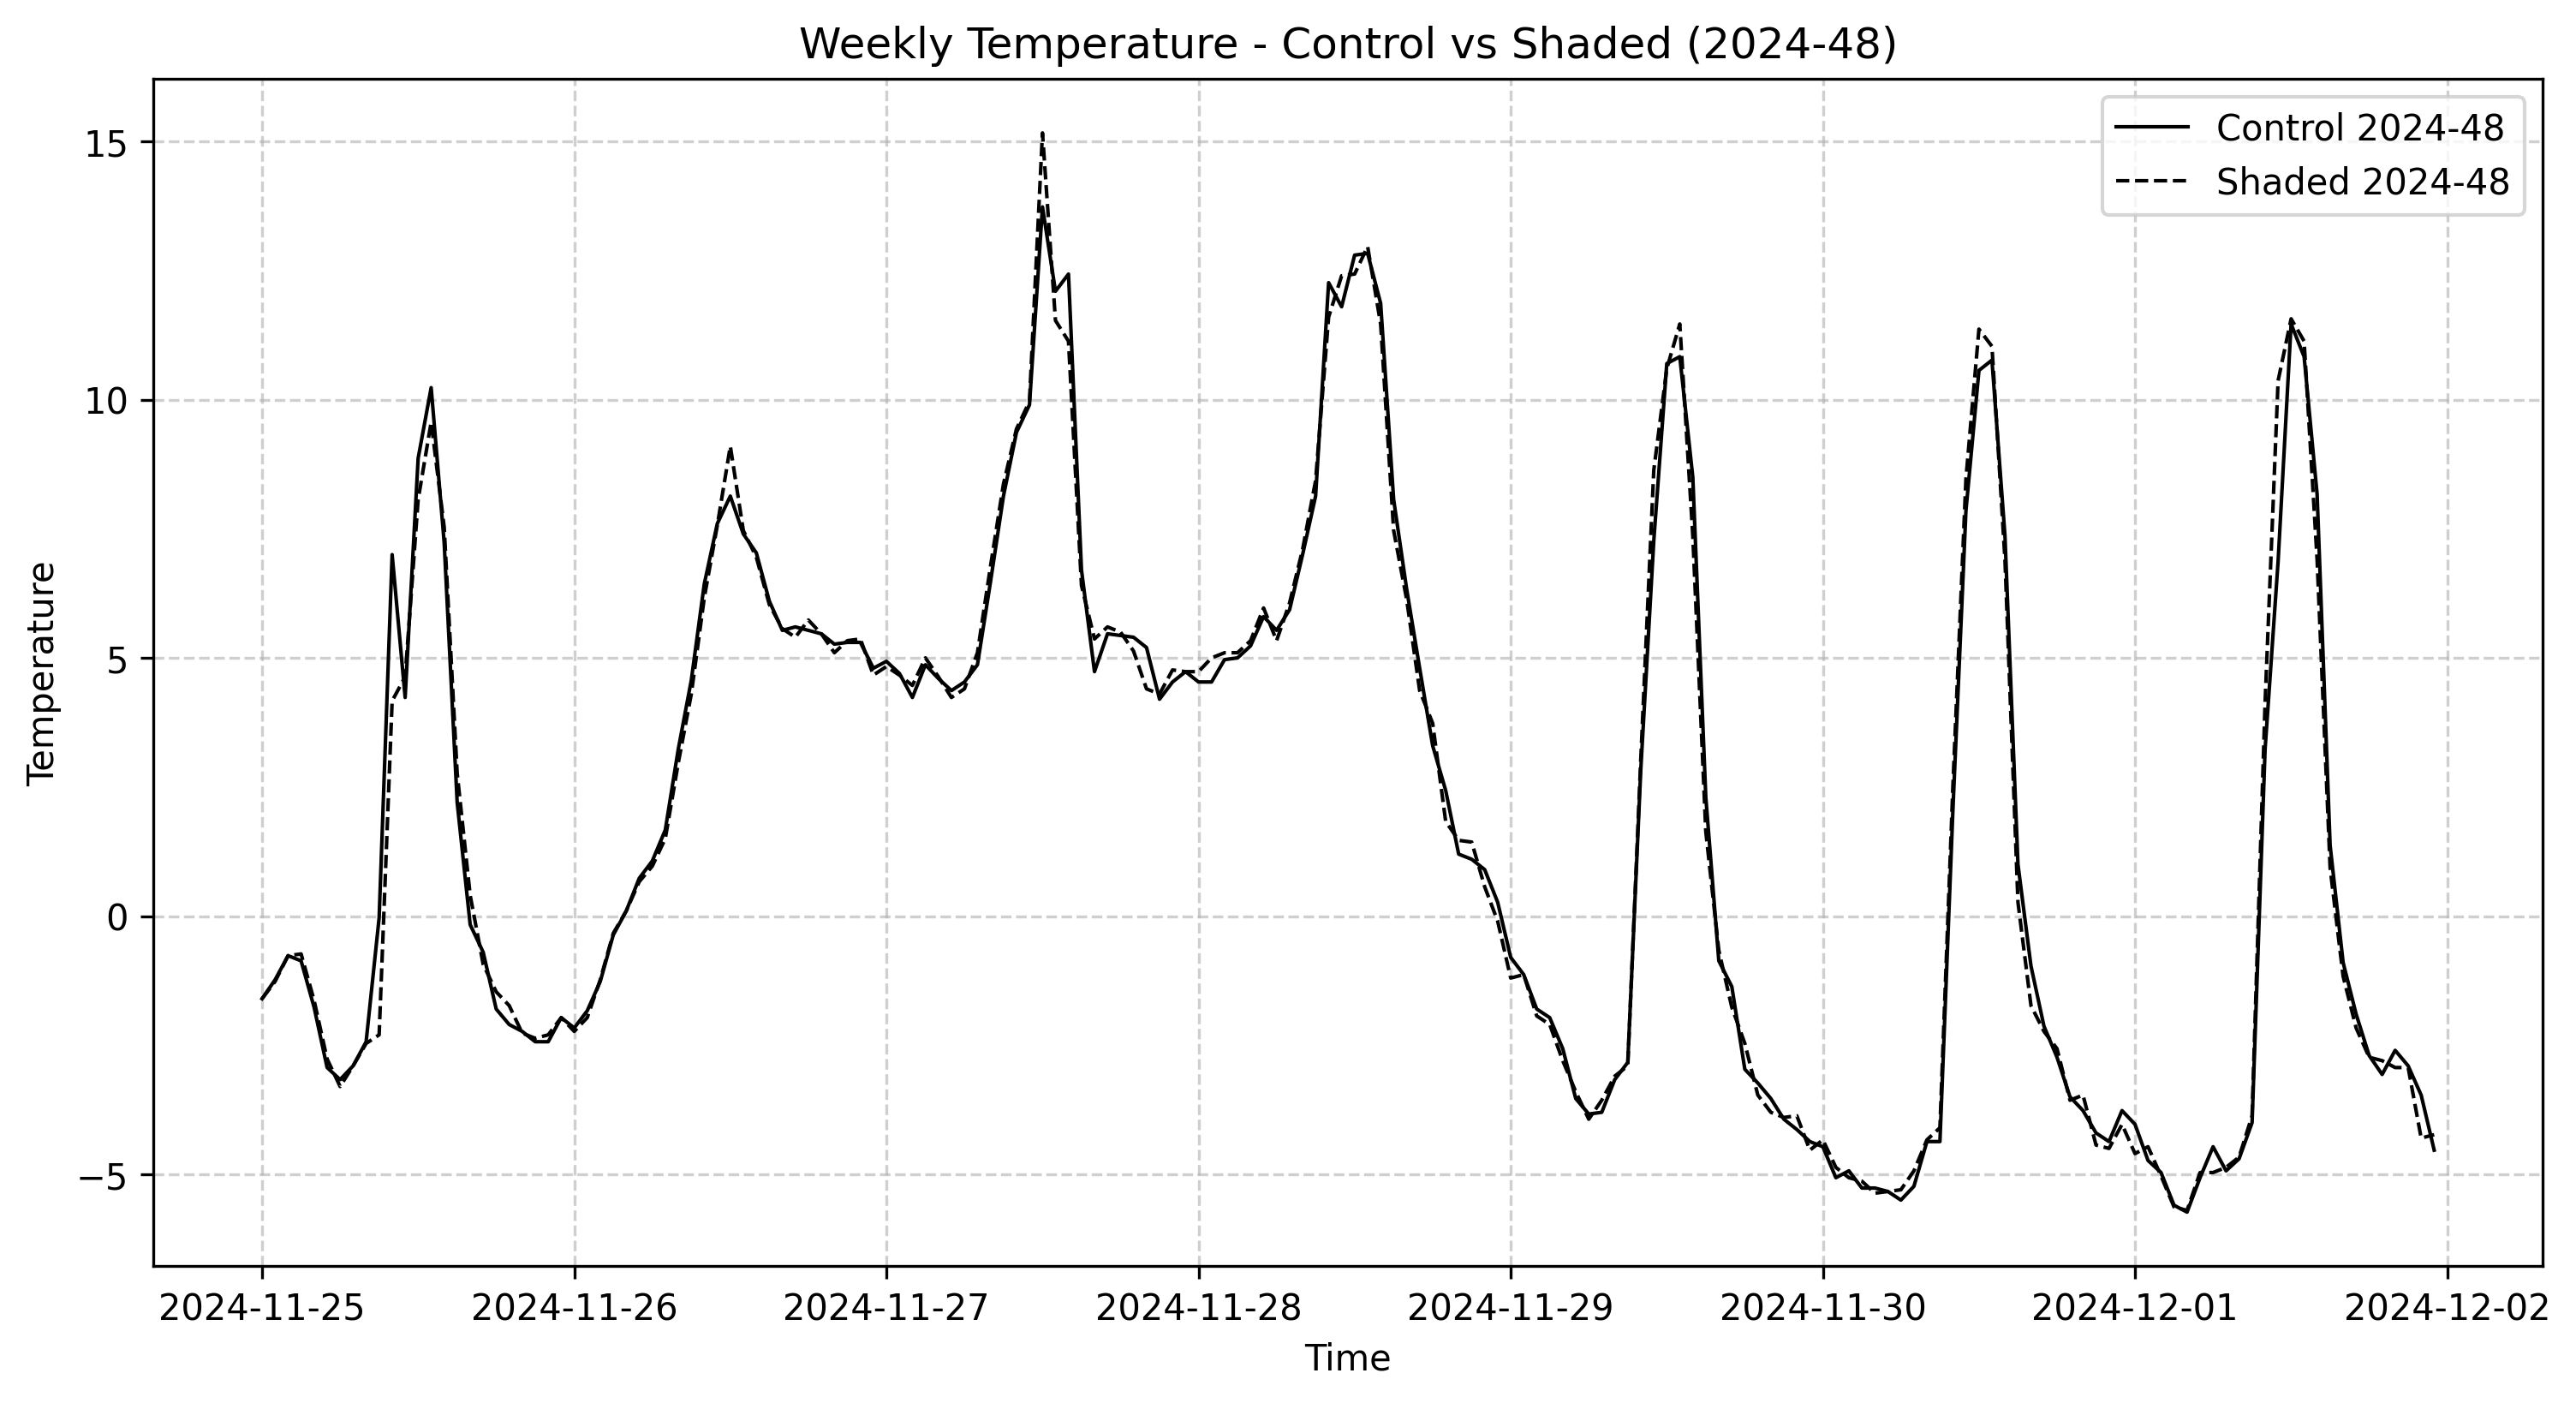 Weekly Temperature - Control vs Shaded (2024-48)
Control 2024-48
Shaded 2024-48
Temperature
15
10
5
0
−5
2024-11-25
2024-11-26
2024-11-27
2024-11-28
2024-11-29
2024-11-30
2024-12-01
2024-12-02
Time